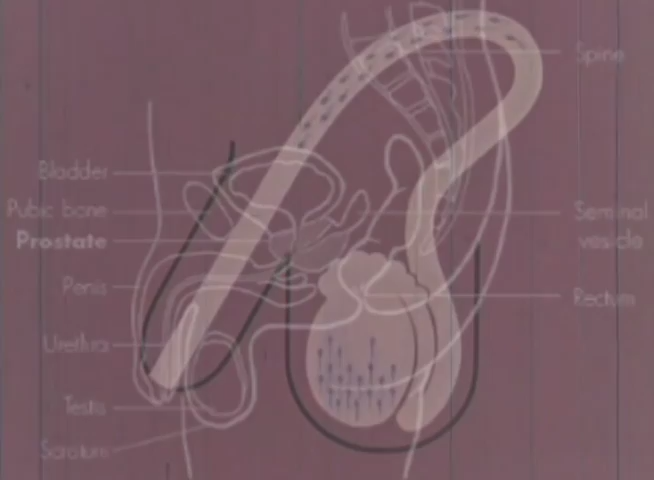 Spine
Bladder
Pubic bone
Seminal
vesicle
Prostate
Penis
Rectum
Urethra
Testis
Scrotum